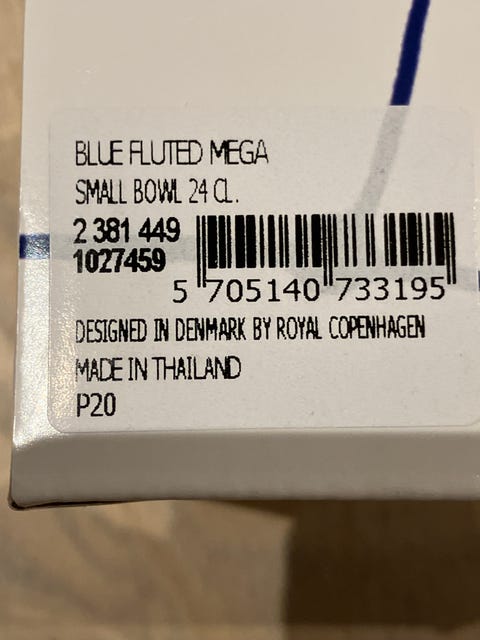 BLUE FLUTED MEGA
SMALL BOWL 24 CL.
2 381 449
1027459
5 705140 733195
DESIGNED IN DENMARK BY ROYAL COPENHAGEN
MADE IN THAILAND
P20